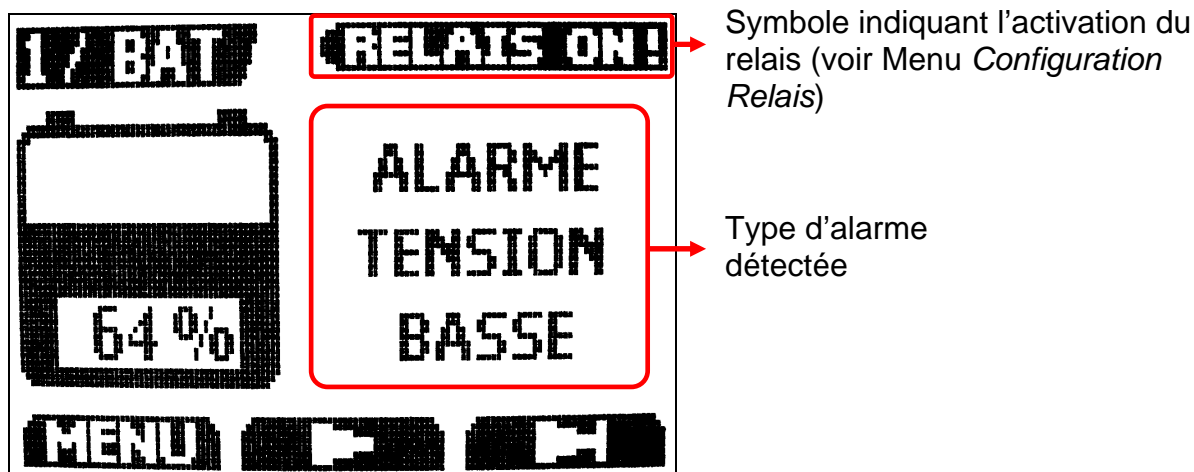 1/ BAT
RELAIS ON!
Symbole indiquant l’activation du
relais (voir Menu Configuration
Relais)
ALARME
TENSION
BASSE
Type d’alarme
détectée
64%
MENU